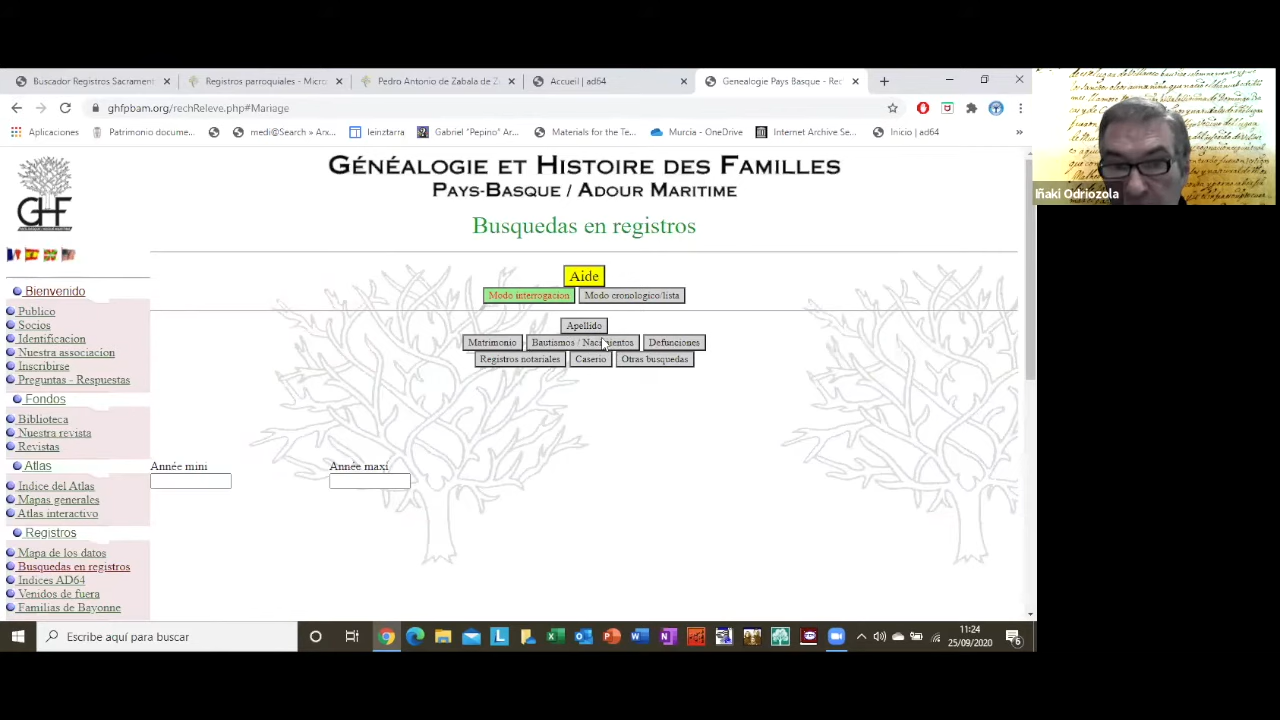 Buscador Registros Sacrament
Registros parroquiales - Micro
Pedro Antonio de Zabala de Z
Accueil | ad64
Genealogie Pays Basque - Rec
ghfpbam.org/rechReleve.php#Mariage
Aplicaciones
Patrimonio docume...
medi@Search » Arx...
leinztarra
Gabriel "Pepino" Ar...
Materials for the Te...
Murcia - OneDrive
Internet Archive Se...
Inicio | ad64
GÉNÉALOGIE ET HISTOIRE DES FAMILLES
PAYS-BASQUE / ADOUR MARITIME
Busquedas en registros
GHF
Aide
Modo interrogacion
Modo cronologico/lista
Apellido
Matrimonio
Bautismos / Nacimientos
Defunciones
Registros notariales
Caserio
Otras busquedas
Année mini
Année maxi
Bienvenido
Publico
Socios
Identificacion
Nuestra association
Inscribirse
Preguntas - Respuestas
Fondos
Biblioteca
Nuestra revista
Revistas
Atlas
Indice del Atlas
Mapas generales
Atlas interactivo
Registros
Mapa de los datos
Busquedas en registros
Indices AD64
Venidos de fuera
Familias de Bayonne
Escribe aquí para buscar
11:24
25/09/2020
6
Iñaki Odriozola